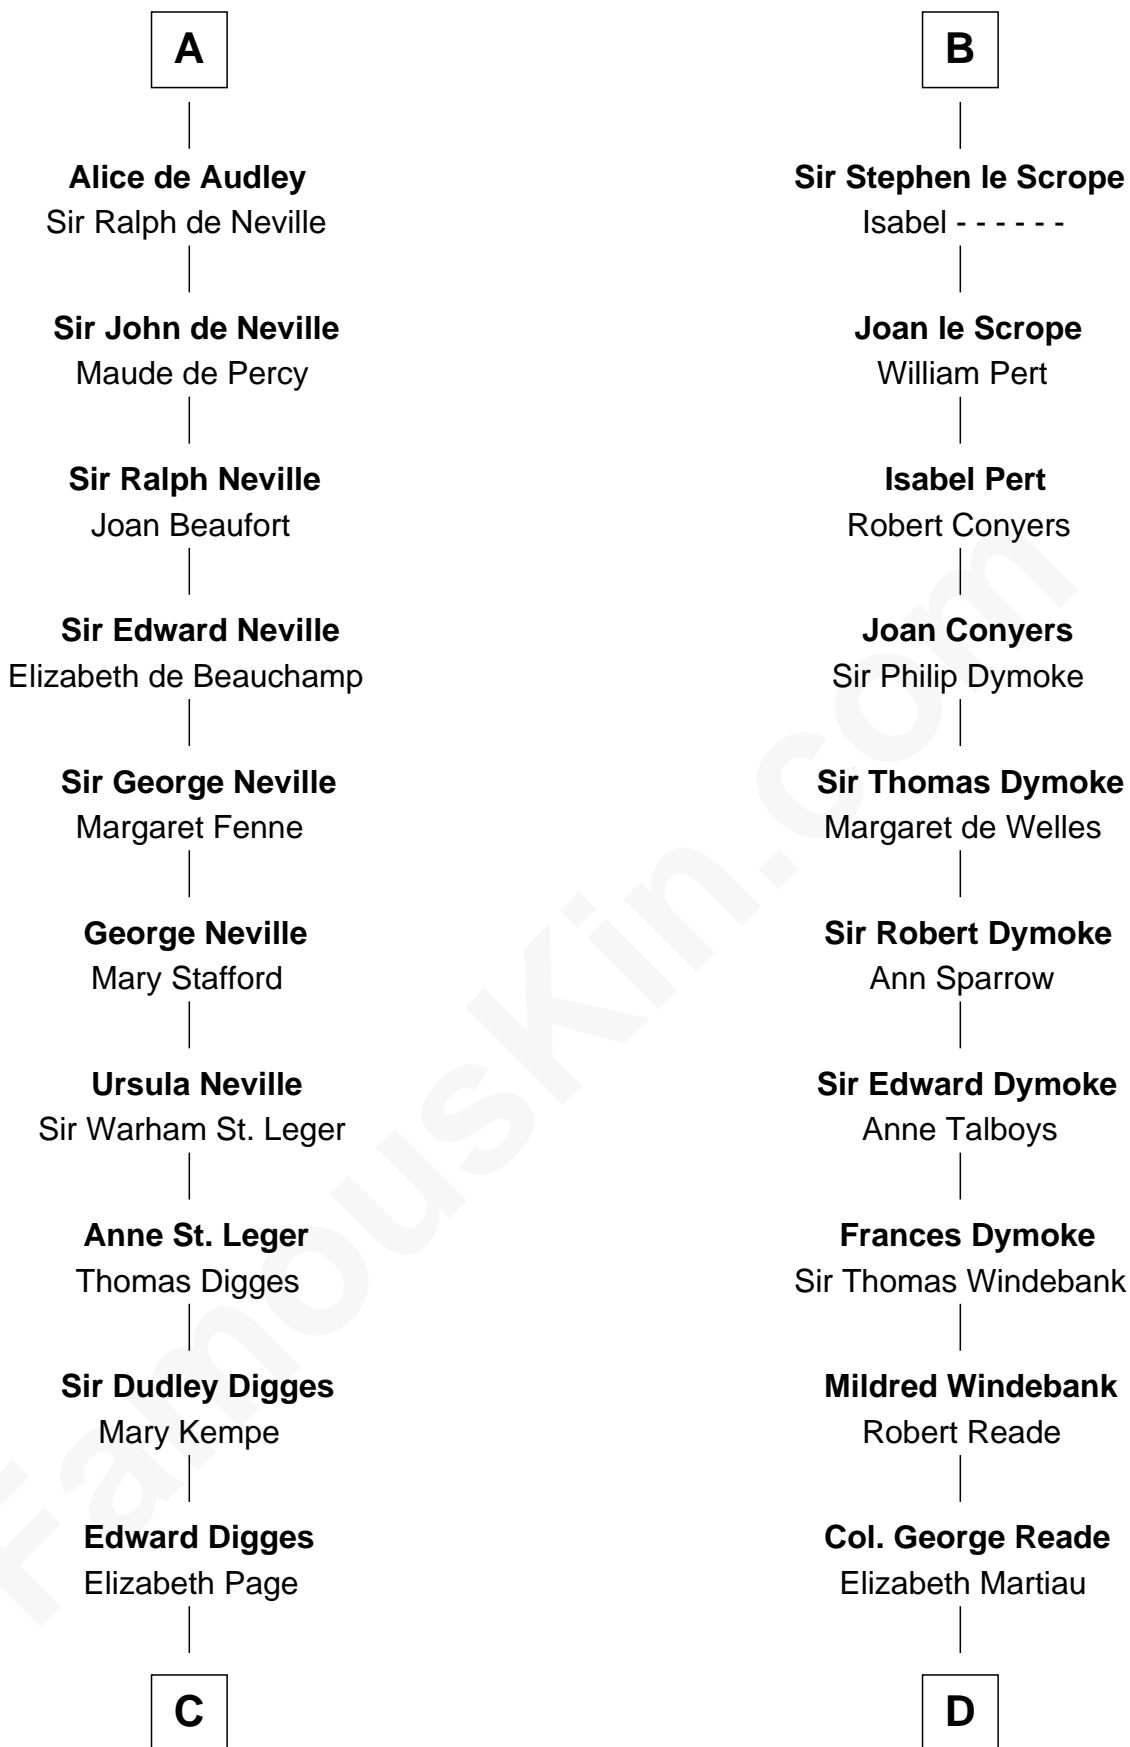 A
Alice de Audley
Sir Ralph de Neville
Sir John de Neville
Maude de Percy
Sir Ralph Neville
Joan Beaufort
Sir Edward Neville
Elizabeth de Beauchamp
Sir George Neville
Margaret Fenne
George Neville
Mary Stafford
Ursula Neville
Sir Warham St. Leger
Anne St. Leger
Thomas Digges
Sir Dudley Digges
Mary Kempe
Edward Digges
Elizabeth Page
C
B
Sir Stephen le Scrope
Isabel - - - - - -
Joan le Scrope
William Pert
Isabel Pert
Robert Conyers
Joan Conyers
Sir Philip Dymoke
Sir Thomas Dymoke
Margaret de Welles
Sir Robert Dymoke
Ann Sparrow
Sir Edward Dymoke
Anne Talboys
Frances Dymoke
Sir Thomas Windebank
Mildred Windebank
Robert Reade
Col. George Reade
Elizabeth Martiau
D
FamousKin.com